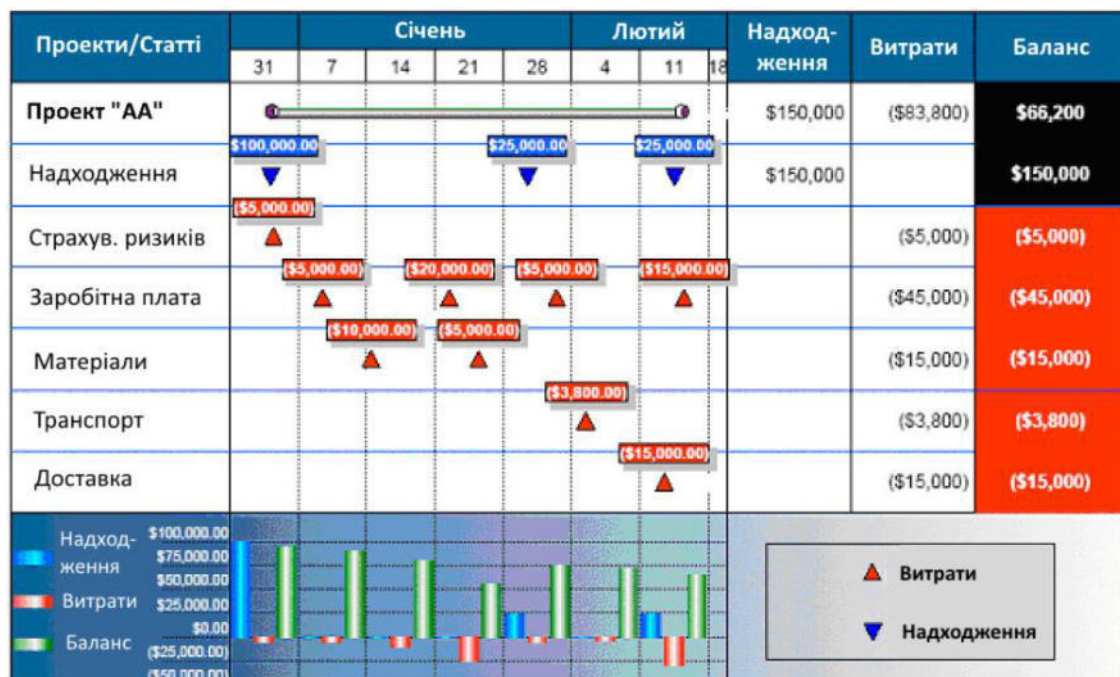 Проекти/Статті
Січень
Лютий
Надход-
ження
Витрати
Баланс
31 7 14 21 28 4 11 18
Проект "АА"
$150,000 ($83,800) $66,200
$100,000.00 $25,000.00 $25,000.00
Надходження
$150,000 $150,000
($5,000.00)
Страхув. ризиків
($5,000) ($5,000)
($5,000.00) ($20,000.00) ($5,000.00) ($15,000.00)
Заробітна плата
($45,000) ($45,000)
($10,000.00) ($5,000.00)
Матеріали
($15,000) ($15,000)
($3,800.00)
Транспорт
($3,800) ($3,800)
($15,000.00)
Доставка
($15,000) ($15,000)
Надход-
ження
Витрати
Баланс
$100,000.00
$75,000.00
$50,000.00
$25,000.00
$0.00
($25,000.00)
($50,000.00)
Витрати
Надходження